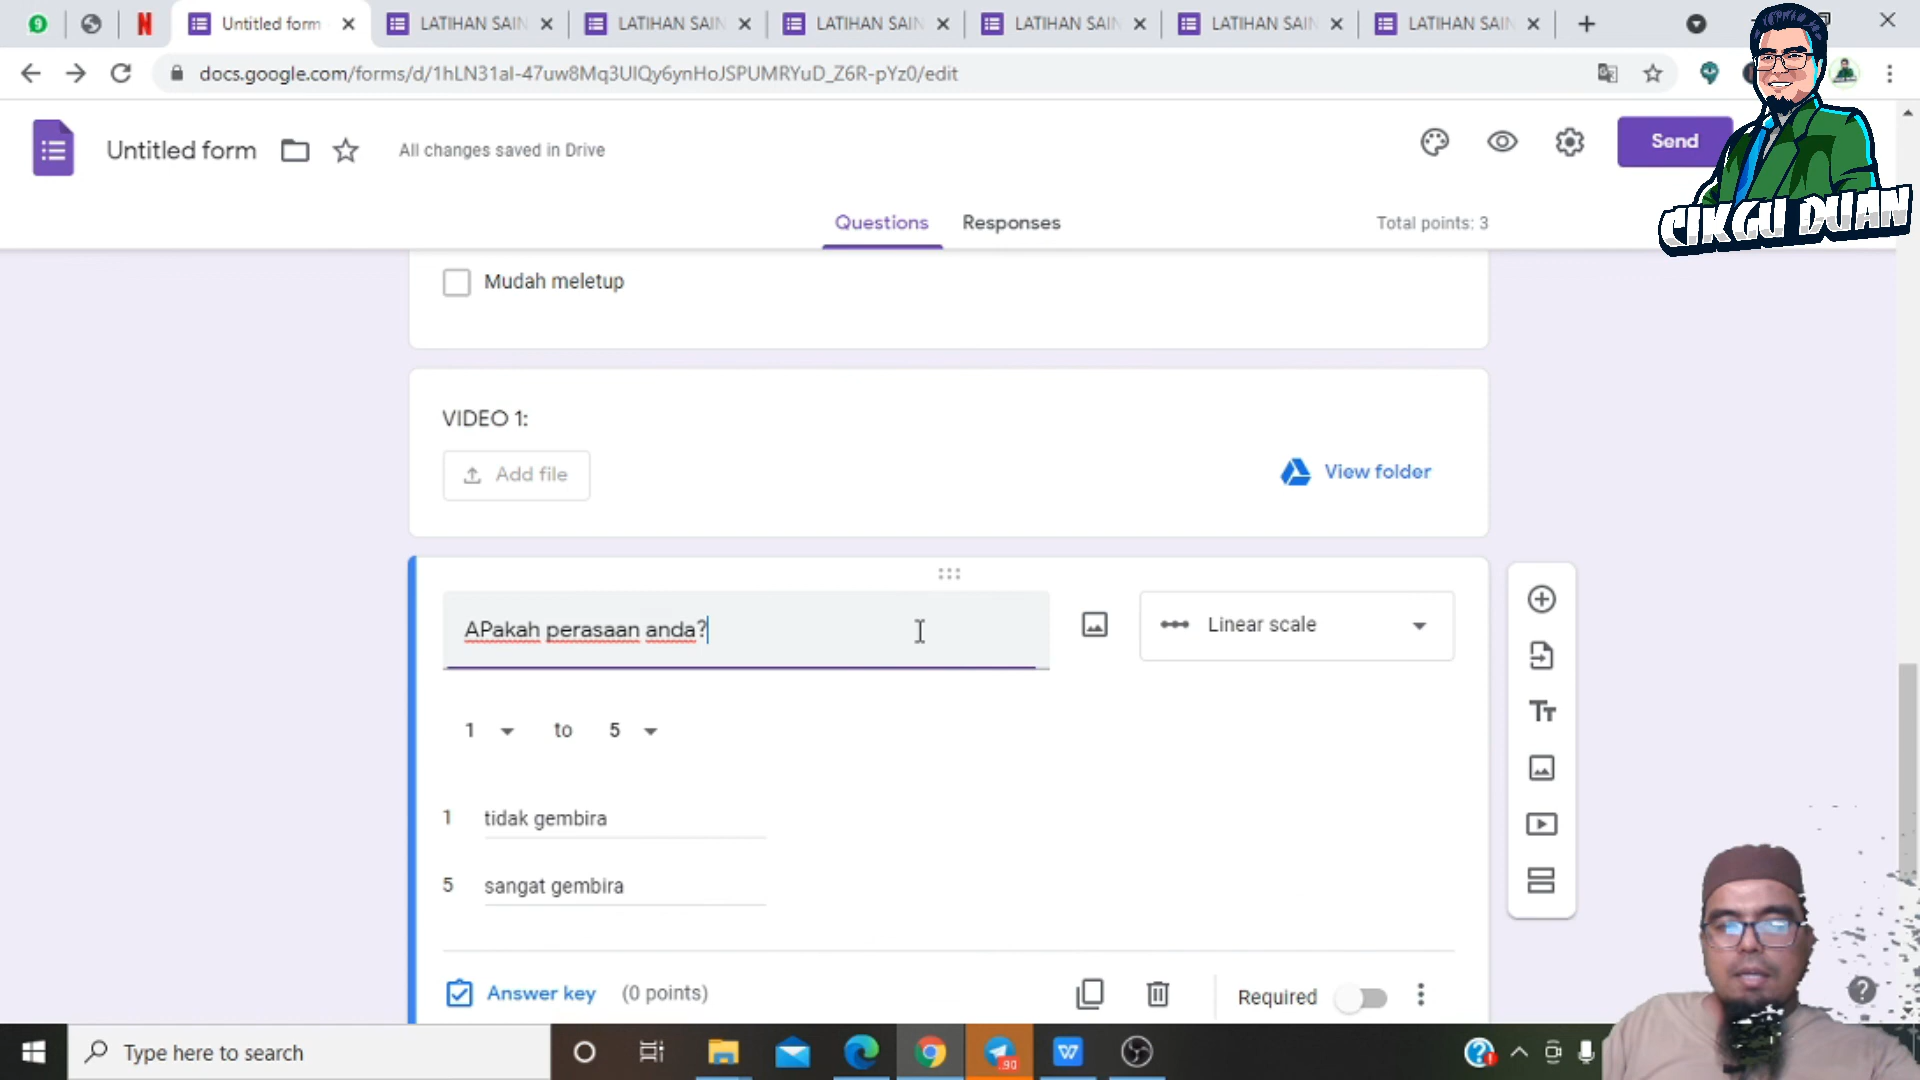 Untitled form
LATIHAN SAIN
LATIHAN SAIN
LATIHAN SAIN
LATIHAN SAIN
LATIHAN SAIN
LATIHAN SAIN
docs.google.com/forms/d/1hLN31aI-47uw8Mq3UlQy6ynHoJSPUMRYuD_Z6R-pYz0/edit
Untitled form
All changes saved in Drive
Send
CIKGU DUAN
Questions
Responses
Total points: 3
Mudah meletup
VIDEO 1:
Add file
View folder
APakah perasaan anda?
Linear scale
1 to 5
1 tidak gembira
5 sangat gembira
Answer key (0 points)
Required
Type here to search
90